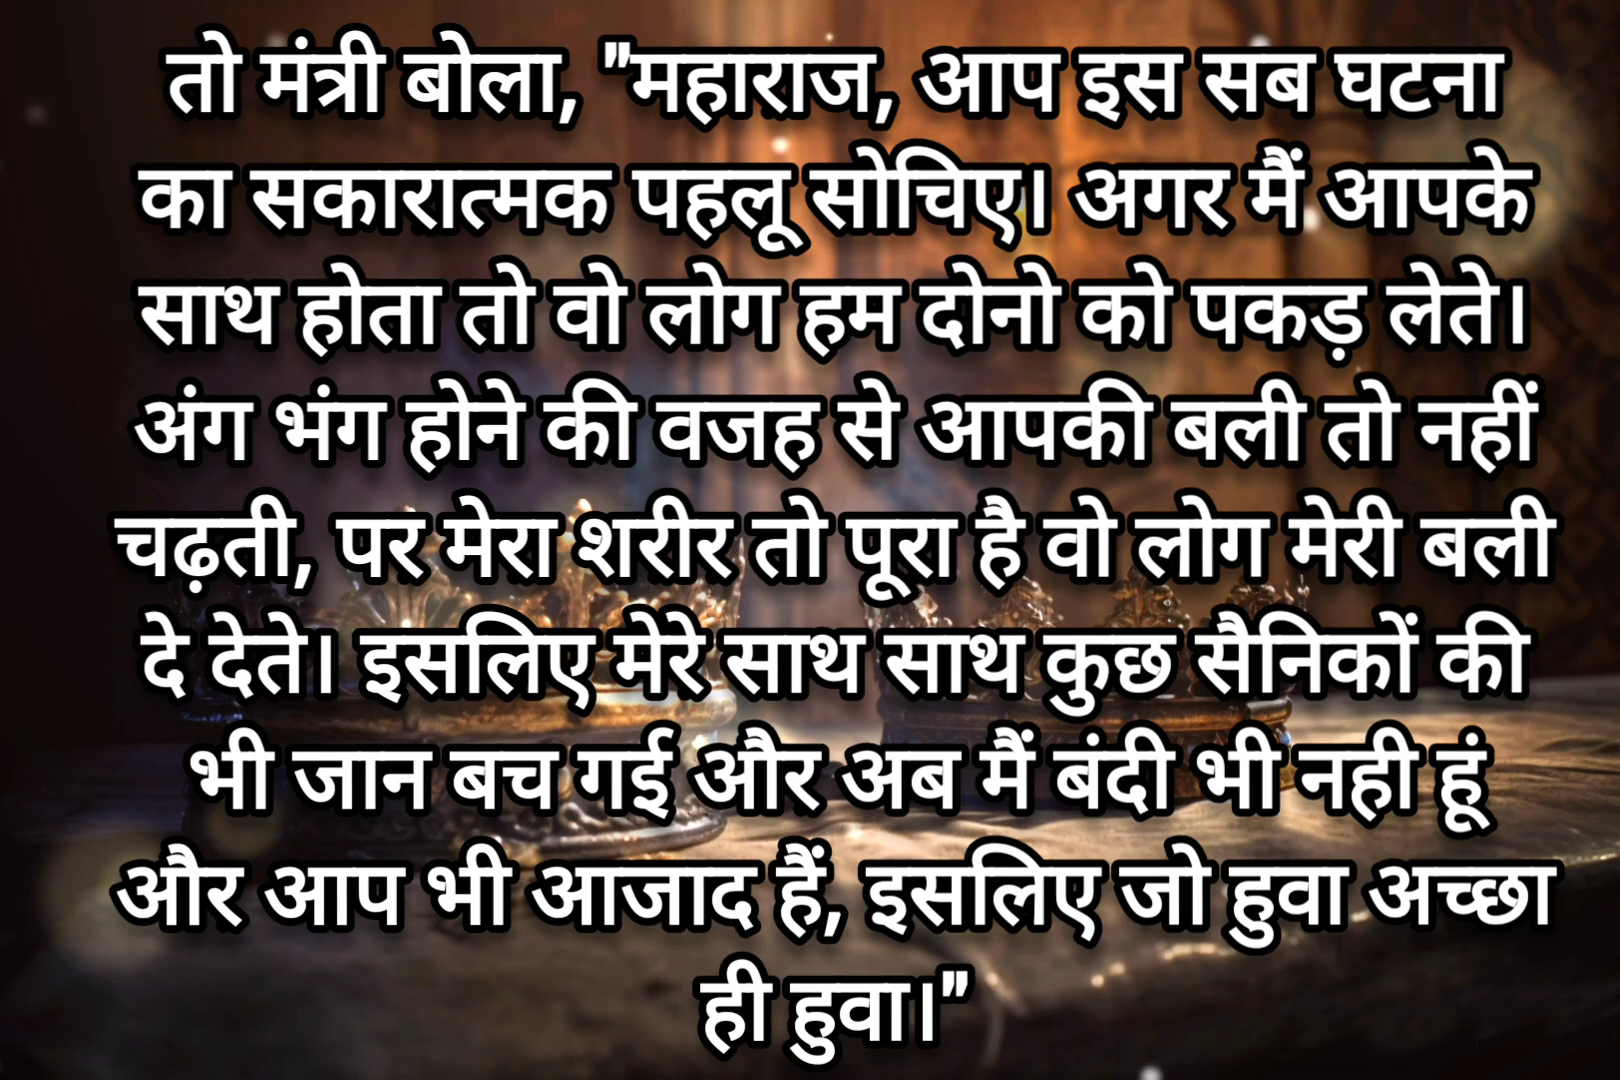 तो मंत्री बोला, "महाराज, आप इस सब घटना
का सकारात्मक पहलू सोचिए। अगर मैं आपके
साथ होता तो वो लोग हम दोनो को पकड़ लेते।
अंग भंग होने की वजह से आपकी बली तो नहीं
चढ़ती, पर मेरा शरीर तो पूरा है वो लोग मेरी बली
दे देते। इसलिए मेरे साथ साथ कुछ सैनिकों की
भी जान बच गई और अब मैं बंदी भी नही हूं
और आप भी आजाद हैं, इसलिए जो हुवा अच्छा
ही हुवा।"